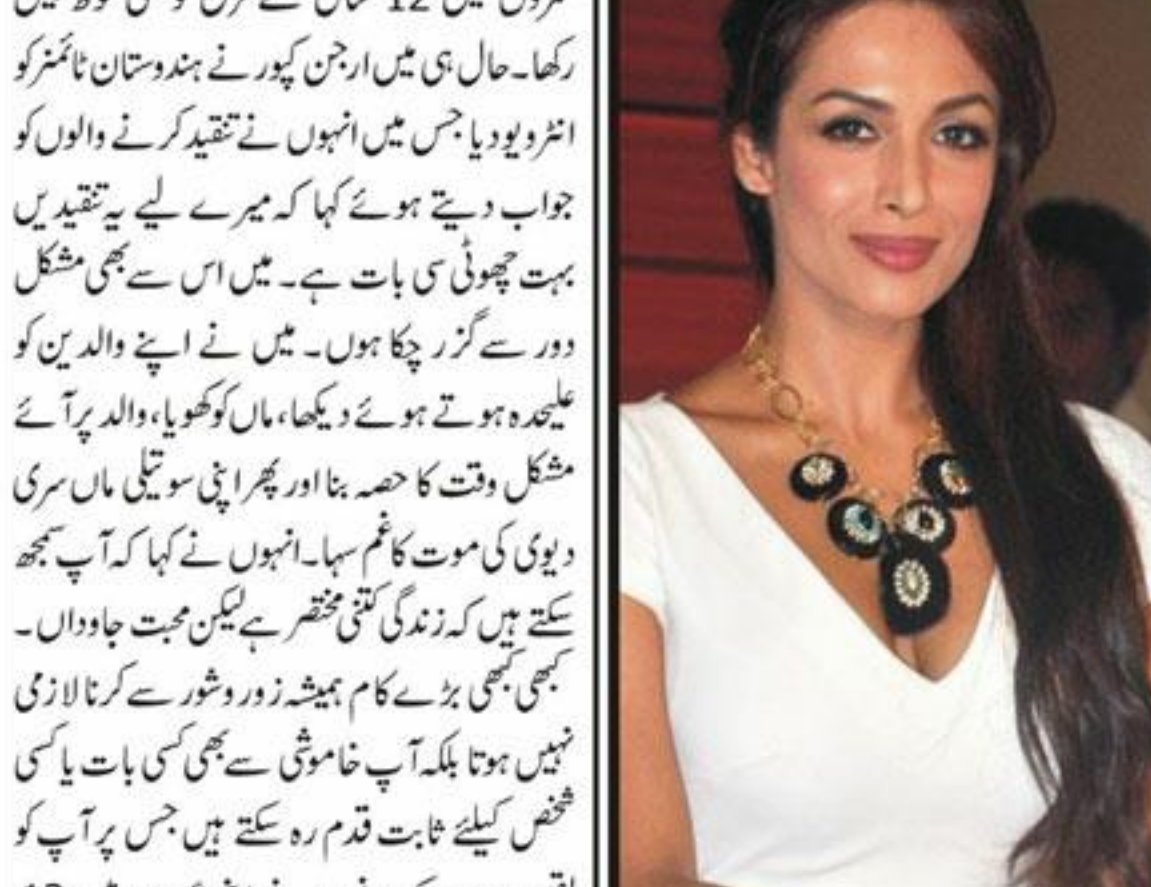 رکھا۔ حال ہی میں ارجن کپور نے ہندوستان ٹائمنر کو
انٹرویو دیا جس میں انہوں نے تنقید کرنے والوں کو
جواب دیتے ہوئے کہا کہ میرے لیے یہ تنقیدیں
بہت چھوٹی سی بات ہے۔ میں اس سے بھی مشکل
دور سے گزر چکا ہوں۔ میں نے اپنے والدین کو
علیحدہ ہوتے ہوئے دیکھا، ماں کو کھویا، والد پر آئے
مشکل وقت کا حصہ بنا اور پھر اپنی سوتیلی ماں سری
دیوی کی موت کا غم سہا۔ انہوں نے کہا کہ آپ سمجھ
سکتے ہیں کہ زندگی کتنی مختصر ہے لیکن محبت جاوداں۔
کبھی کبھی بڑے کام ہمیشہ زور و شور سے کرنا لازمی
نہیں ہوتا بلکہ آپ خاموشی سے بھی کسی بات یا کسی
شخص کیلئے ثابت قدم رہ سکتے ہیں جس پر آپ کو